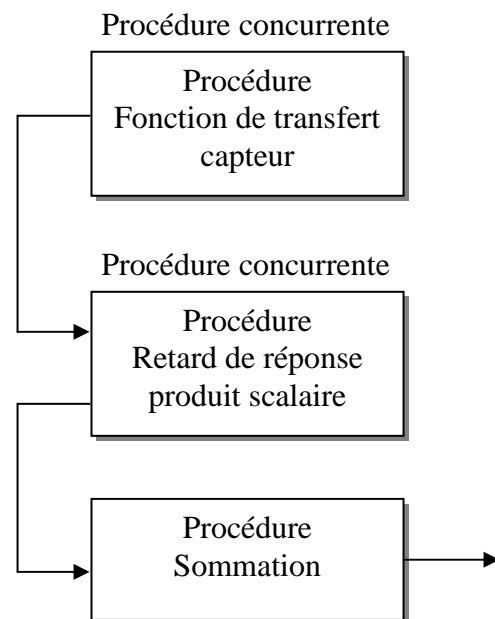 Procédure concurrente
Procédure
Fonction de transfert
capteur
Procédure concurrente
Procédure
Retard de réponse
produit scalaire
Procédure
Sommation